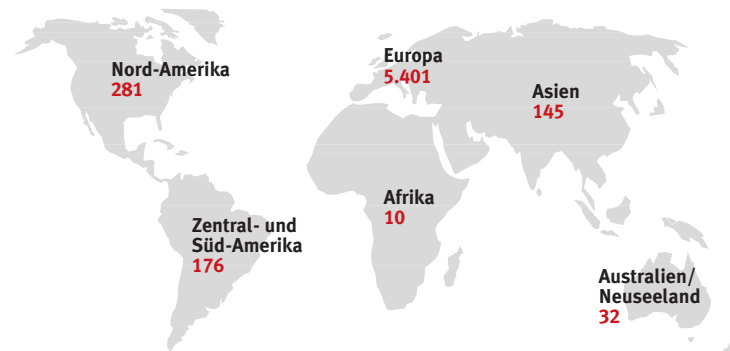 Nord-Amerika
281
Europa
5.401
Asien
145
Afrika
10
Zentral- und
Süd-Amerika
176
Australien/
Neuseeland
32